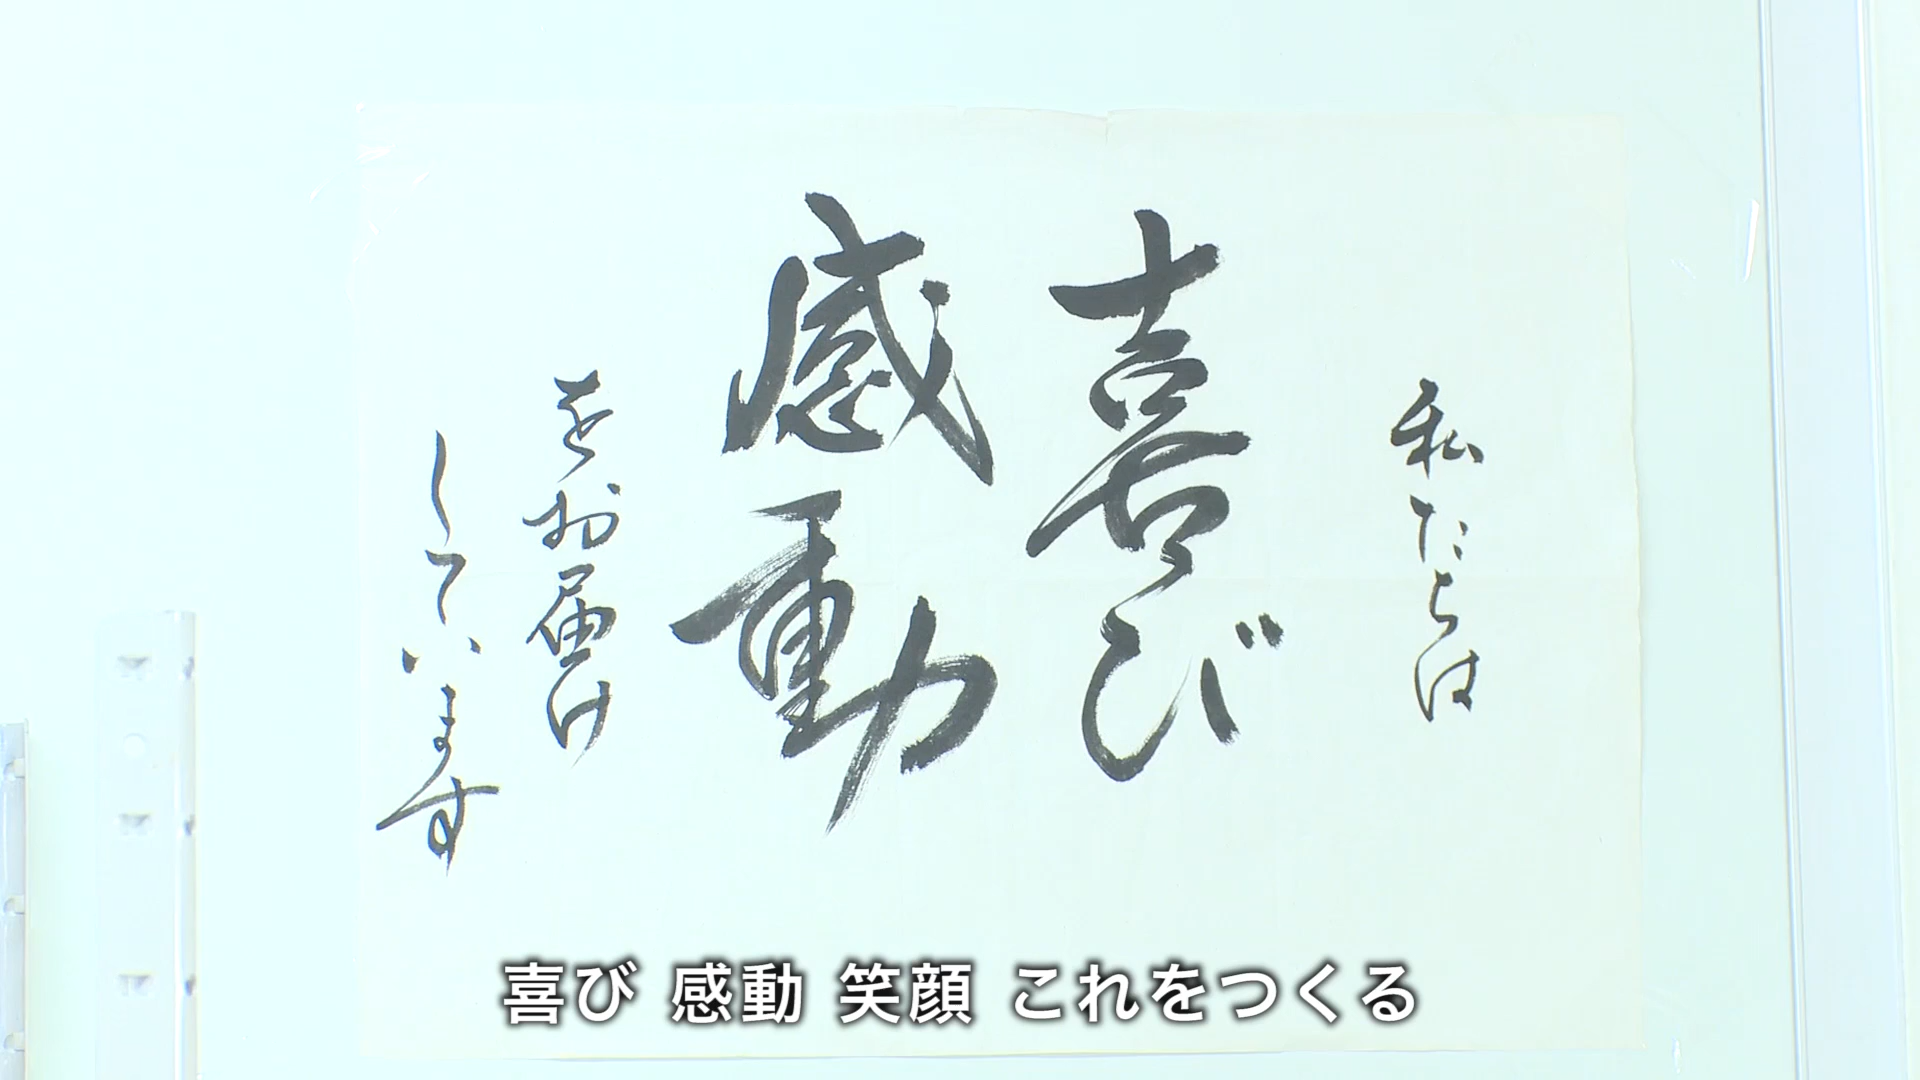 私たちは
喜び
感動
をお届け
しています
喜び 感動 笑顔 これをつくる